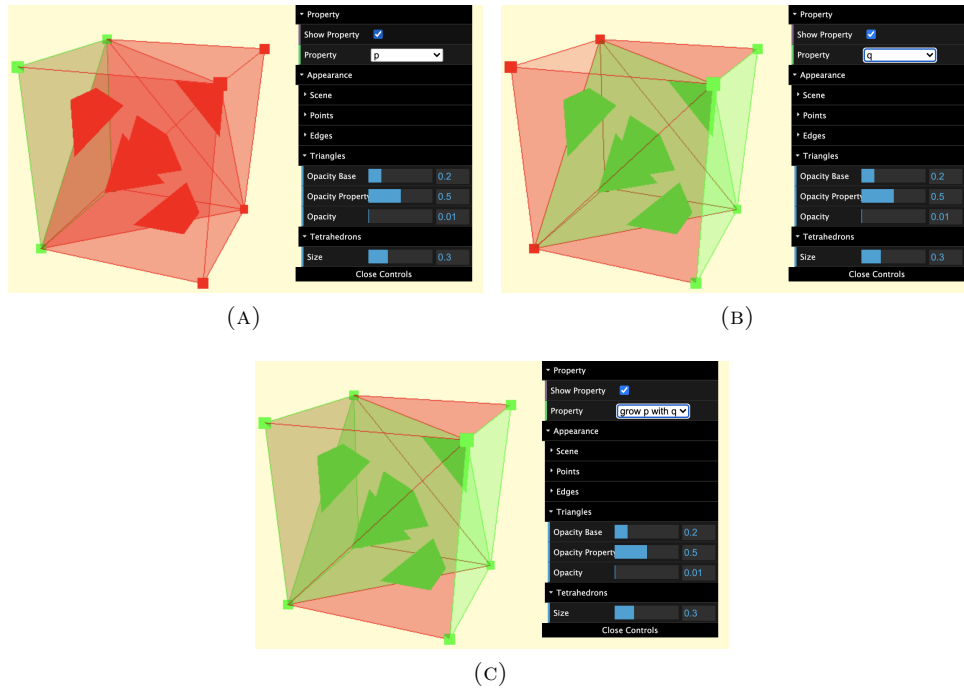 Property
Show Property
Property p
Appearance
Scene
Points
Edges
Triangles
Opacity Base 0.2
Opacity Property 0.5
Opacity 0.01
Tetrahedrons
Size 0.3
Close Controls
(A)
Property
Show Property
Property q
Appearance
Scene
Points
Edges
Triangles
Opacity Base 0.2
Opacity Property 0.5
Opacity 0.01
Tetrahedrons
Size 0.3
Close Controls
(B)
Property
Show Property
Property grow p with q
Appearance
Scene
Points
Edges
Triangles
Opacity Base 0.2
Opacity Property 0.5
Opacity 0.01
Tetrahedrons
Size 0.3
Close Controls
(C)